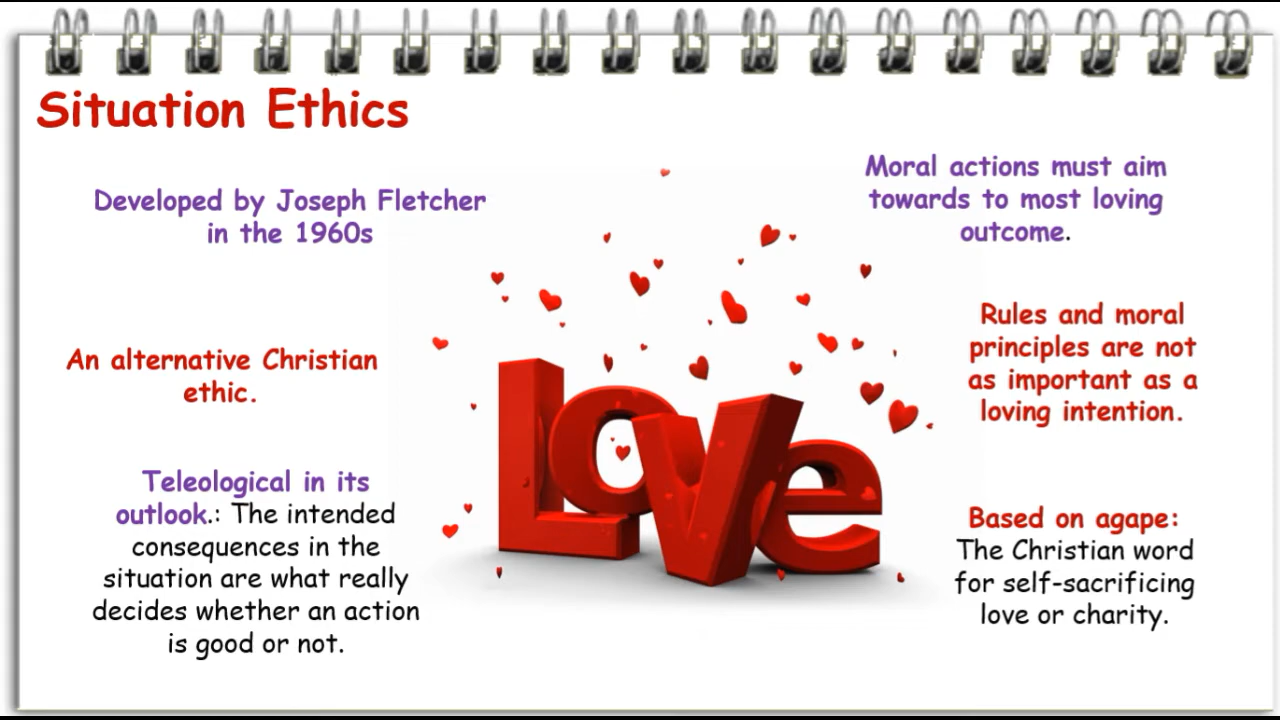 Situation Ethics
Developed by Joseph Fletcher
in the 1960s
An alternative Christian
ethic.
Teleological in its
outlook.: The intended
consequences in the
situation are what really
decides whether an action
is good or not.
Love
Moral actions must aim
towards to most loving
outcome.
Rules and moral
principles are not
as important as a
loving intention.
Based on agape:
The Christian word
for self-sacrificing
love or charity.